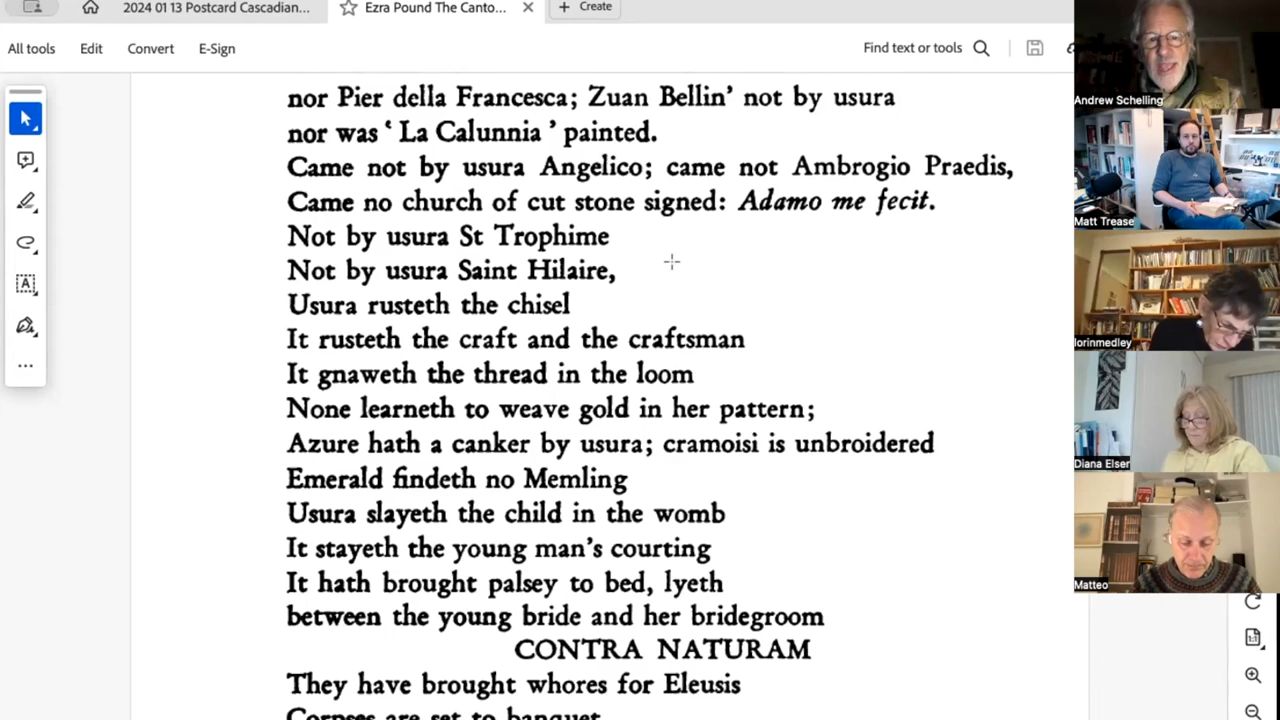 2024 01 13 Postcard Cascadian...
Ezra Pound The Canto...
Create
All tools
Edit
Convert
E-Sign
Find text or tools
nor Pier della Francesca; Zuan Bellin' not by usura
nor was ‘ La Calunnia ’ painted.
Came not by usura Angelico; came not Ambrogio Praedis,
Came no church of cut stone signed: Adamo me fecit.
Not by usura St Trophime
Not by usura Saint Hilaire,
Usura rusteth the chisel
It rusteth the craft and the craftsman
It gnaweth the thread in the loom
None learneth to weave gold in her pattern;
Azure hath a canker by usura; cramoisi is unbroidered
Emerald findeth no Memling
Usura slayeth the child in the womb
It stayeth the young man's courting
It hath brought palsey to bed, lyeth
between the young bride and her bridegroom
CONTRA NATURAM
They have brought whores for Eleusis
Corpses are set to banquet
Andrew Schelling
Matt Trease
lorinmedley
Diana Elser
Matteo